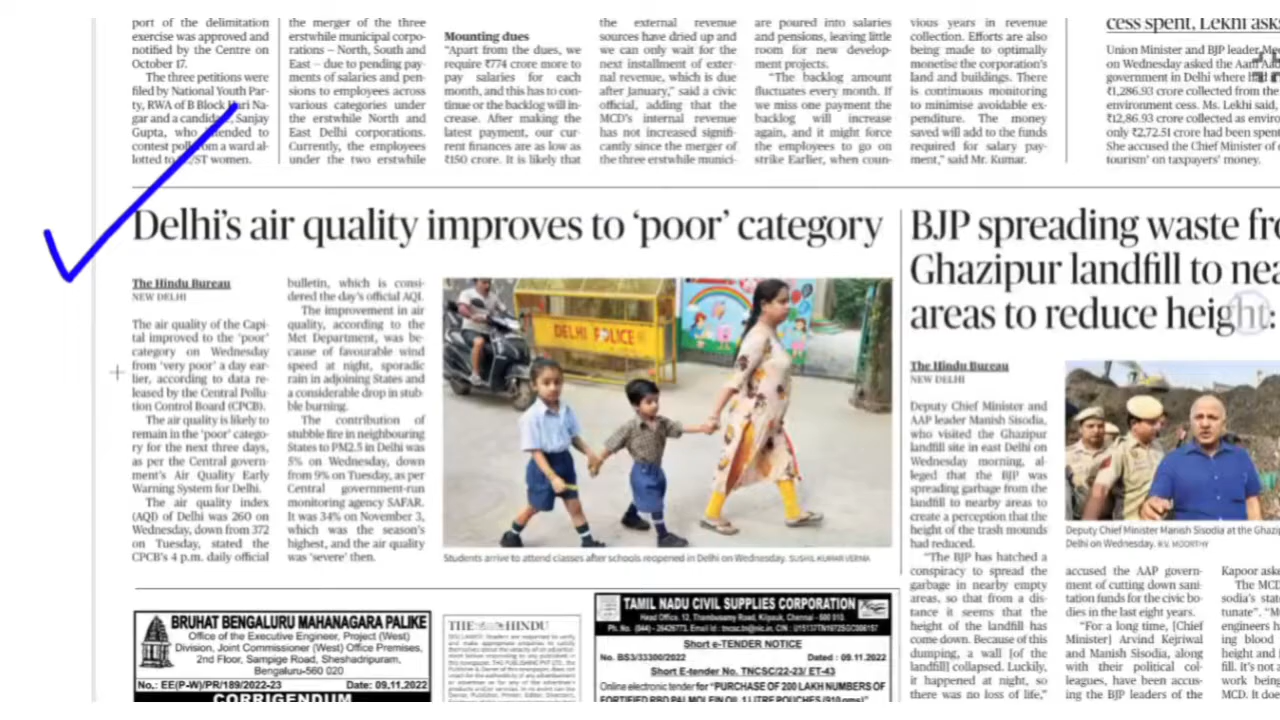 port of the delimitation
exercise was approved and
notified by the Centre on
October 17.
The three petitions were
filed by National Youth Par-
ty, RWA of B Block Hari Na-
gar and a candidate, Sanjay
Gupta, who intended to
contest poll from a ward al-
lotted to ST women.
the merger of the three
erstwhile municipal corpo-
rations – North, South and
East – due to pending pay-
ments of salaries and pen-
sions to employees across
various categories under
the erstwhile North and
East Delhi corporations.
Currently, the employees
under the two erstwhile
Mounting dues
“Apart from the dues, we
require ₹774 crore more to
pay salaries for each
month, and this has to con-
tinue or the backlog will in-
crease. After making the
latest payment, our cur-
rent finances are as low as
₹150 crore. It is likely that
the external revenue
sources have dried up and
we can only wait for the
next installment of exter-
nal revenue, which is due
after January,” said a civic
official, adding that the
MCD’s internal revenue
has not increased signifi-
cantly since the merger of
the three erstwhile munici-
are poured into salaries
and pensions, leaving little
room for new develop-
ment projects.
“The backlog amount
fluctuates every month. If
we miss one payment the
backlog will increase
again, and it might force
the employees to go on
strike Earlier, when coun-
vious years in revenue
collection. Efforts are also
being made to optimally
monetise the corporation’s
land and buildings. There
is continuous monitoring
to minimise avoidable ex-
penditure. The money
saved will add to the funds
required for salary pay-
ment,” said Mr. Kumar.
cess spent, Lekhi asks
Union Minister and BJP leader Me
on Wednesday asked the Aam Aad
government in Delhi where had
₹1,286.93 crore collected from the
environment cess. Ms. Lekhi said,
₹12,86.93 crore collected as enviro
only ₹2,72.51 crore had been spent
She accused the Chief Minister of
tourism’ on taxpayers’ money.
Delhi’s air quality improves to ‘poor’ category
The Hindu Bureau
NEW DELHI
The air quality of the Capi-
tal improved to the ‘poor’
category on Wednesday
from ‘very poor’ a day ear-
lier, according to data re-
leased by the Central Pollu-
tion Control Board (CPCB).
The air quality is likely to
remain in the ‘poor’ catego-
ry for the next three days,
as per the Central govern-
ment’s Air Quality Early
Warning System for Delhi.
The air quality index
(AQI) of Delhi was 260 on
Wednesday, down from 372
on Tuesday, stated the
CPCB’s 4 p.m. daily official
bulletin, which is consi-
dered the day’s official AQI.
The improvement in air
quality, according to the
Met Department, was be-
cause of favourable wind
speed at night, sporadic
rain in adjoining States and
a considerable drop in stub-
ble burning.
The contribution of
stubble fire in neighbouring
States to PM2.5 in Delhi was
5% on Wednesday, down
from 9% on Tuesday, as per
Central government-run
monitoring agency SAFAR.
It was 34% on November 3,
which was the season’s
highest, and the air quality
was ‘severe’ then.
DELHI POLICE
Students arrive to attend classes after schools reopened in Delhi on Wednesday. SUSHIL KUMAR VERMA
BJP spreading waste fro
Ghazipur landfill to nea
areas to reduce height:
The Hindu Bureau
NEW DELHI
Deputy Chief Minister and
AAP leader Manish Sisodia,
who visited the Ghazipur
landfill site in east Delhi on
Wednesday morning, al-
leged that the BJP was
spreading garbage from the
landfill to nearby areas to
create a perception that the
height of the trash mounds
had reduced.
“The BJP has hatched a
conspiracy to spread the
garbage in nearby empty
areas, so that from a dis-
tance it seems that the
height of the landfill has
come down. Because of this
dumping, a wall [of the
landfill] collapsed. Luckily,
it happened at night, so
there was no loss of life,”
Deputy Chief Minister Manish Sisodia at the Ghazip
Delhi on Wednesday. R.V. MOORTHY
accused the AAP govern-
ment of cutting down sani-
tation funds for the civic bo-
dies in the last eight years.
“For a long time, [Chief
Minister] Arvind Kejriwal
and Manish Sisodia, along
with their political col-
leagues, have been accus-
ing the BJP leaders of the
Kapoor aske
The MCD
sodia’s stat
tunate”. “M
engineers h
ing blood
height and
fill. It’s not
work being
MCD. It doe
BRUHAT BENGALURU MAHANAGARA PALIKE
Office of the Executive Engineer, Project (West)
Division, Joint Commissioner (West) Office Premises,
2nd Floor, Sampige Road, Sheshadripuram,
Bengaluru-560 020
No.: EE(P-W)/PR/189/2022-23 Date: 09.11.2022
CORRIGENDUM
THE HINDU
TAMIL NADU CIVIL SUPPLIES CORPORATION
Head Office: 12, Thambusamy Road, Kilpauk, Chennai - 600 010.
Short e-TENDER NOTICE
No. BS3/33300/2022 Dated : 09.11.2022
Short E-tender No. TNCSC/22-23/ ET-43
Online electronic tender for “PURCHASE OF 200 LAKH NUMBERS OF
FORTIFIED RBD PALMOLEIN OIL 1 LITRE POUCHES (910 gms)”